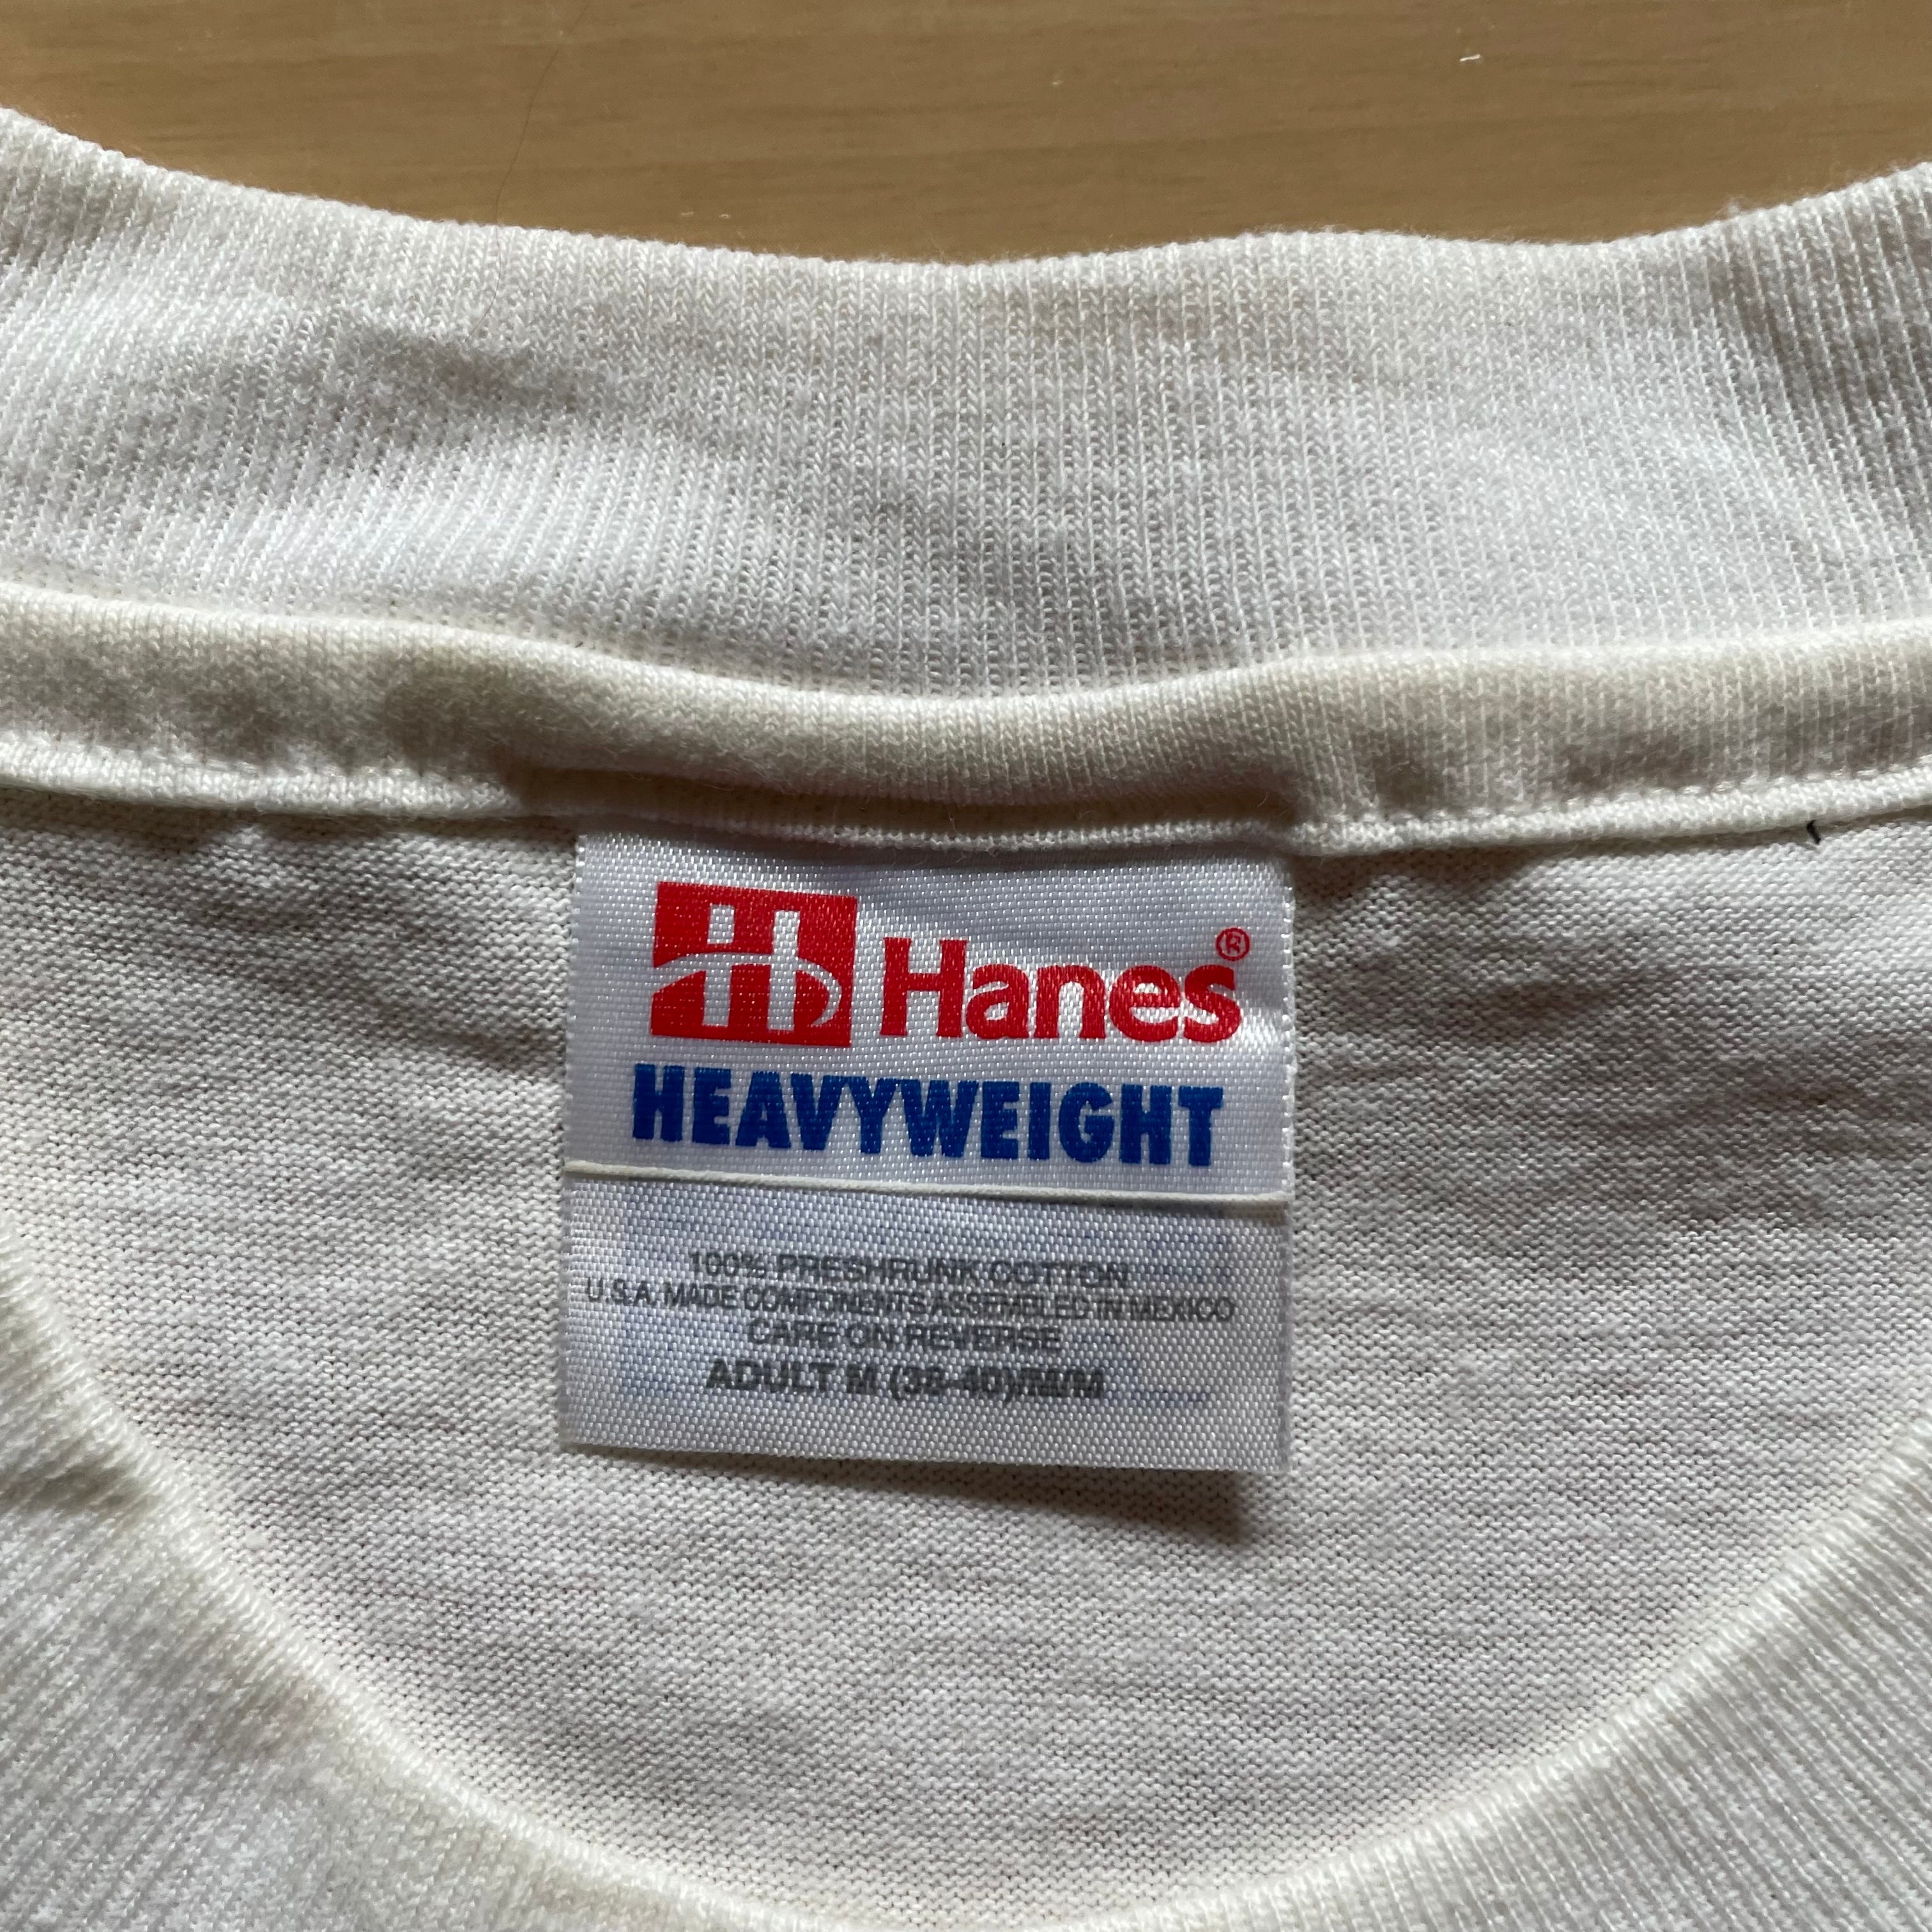 Hanes®
HEAVYWEIGHT
100% PRESHRUNK COTTON
U.S.A. MADE COMPONENTS ASSEMBLED IN MEXICO
CARE ON REVERSE
ADULT M (38-40)/M/M